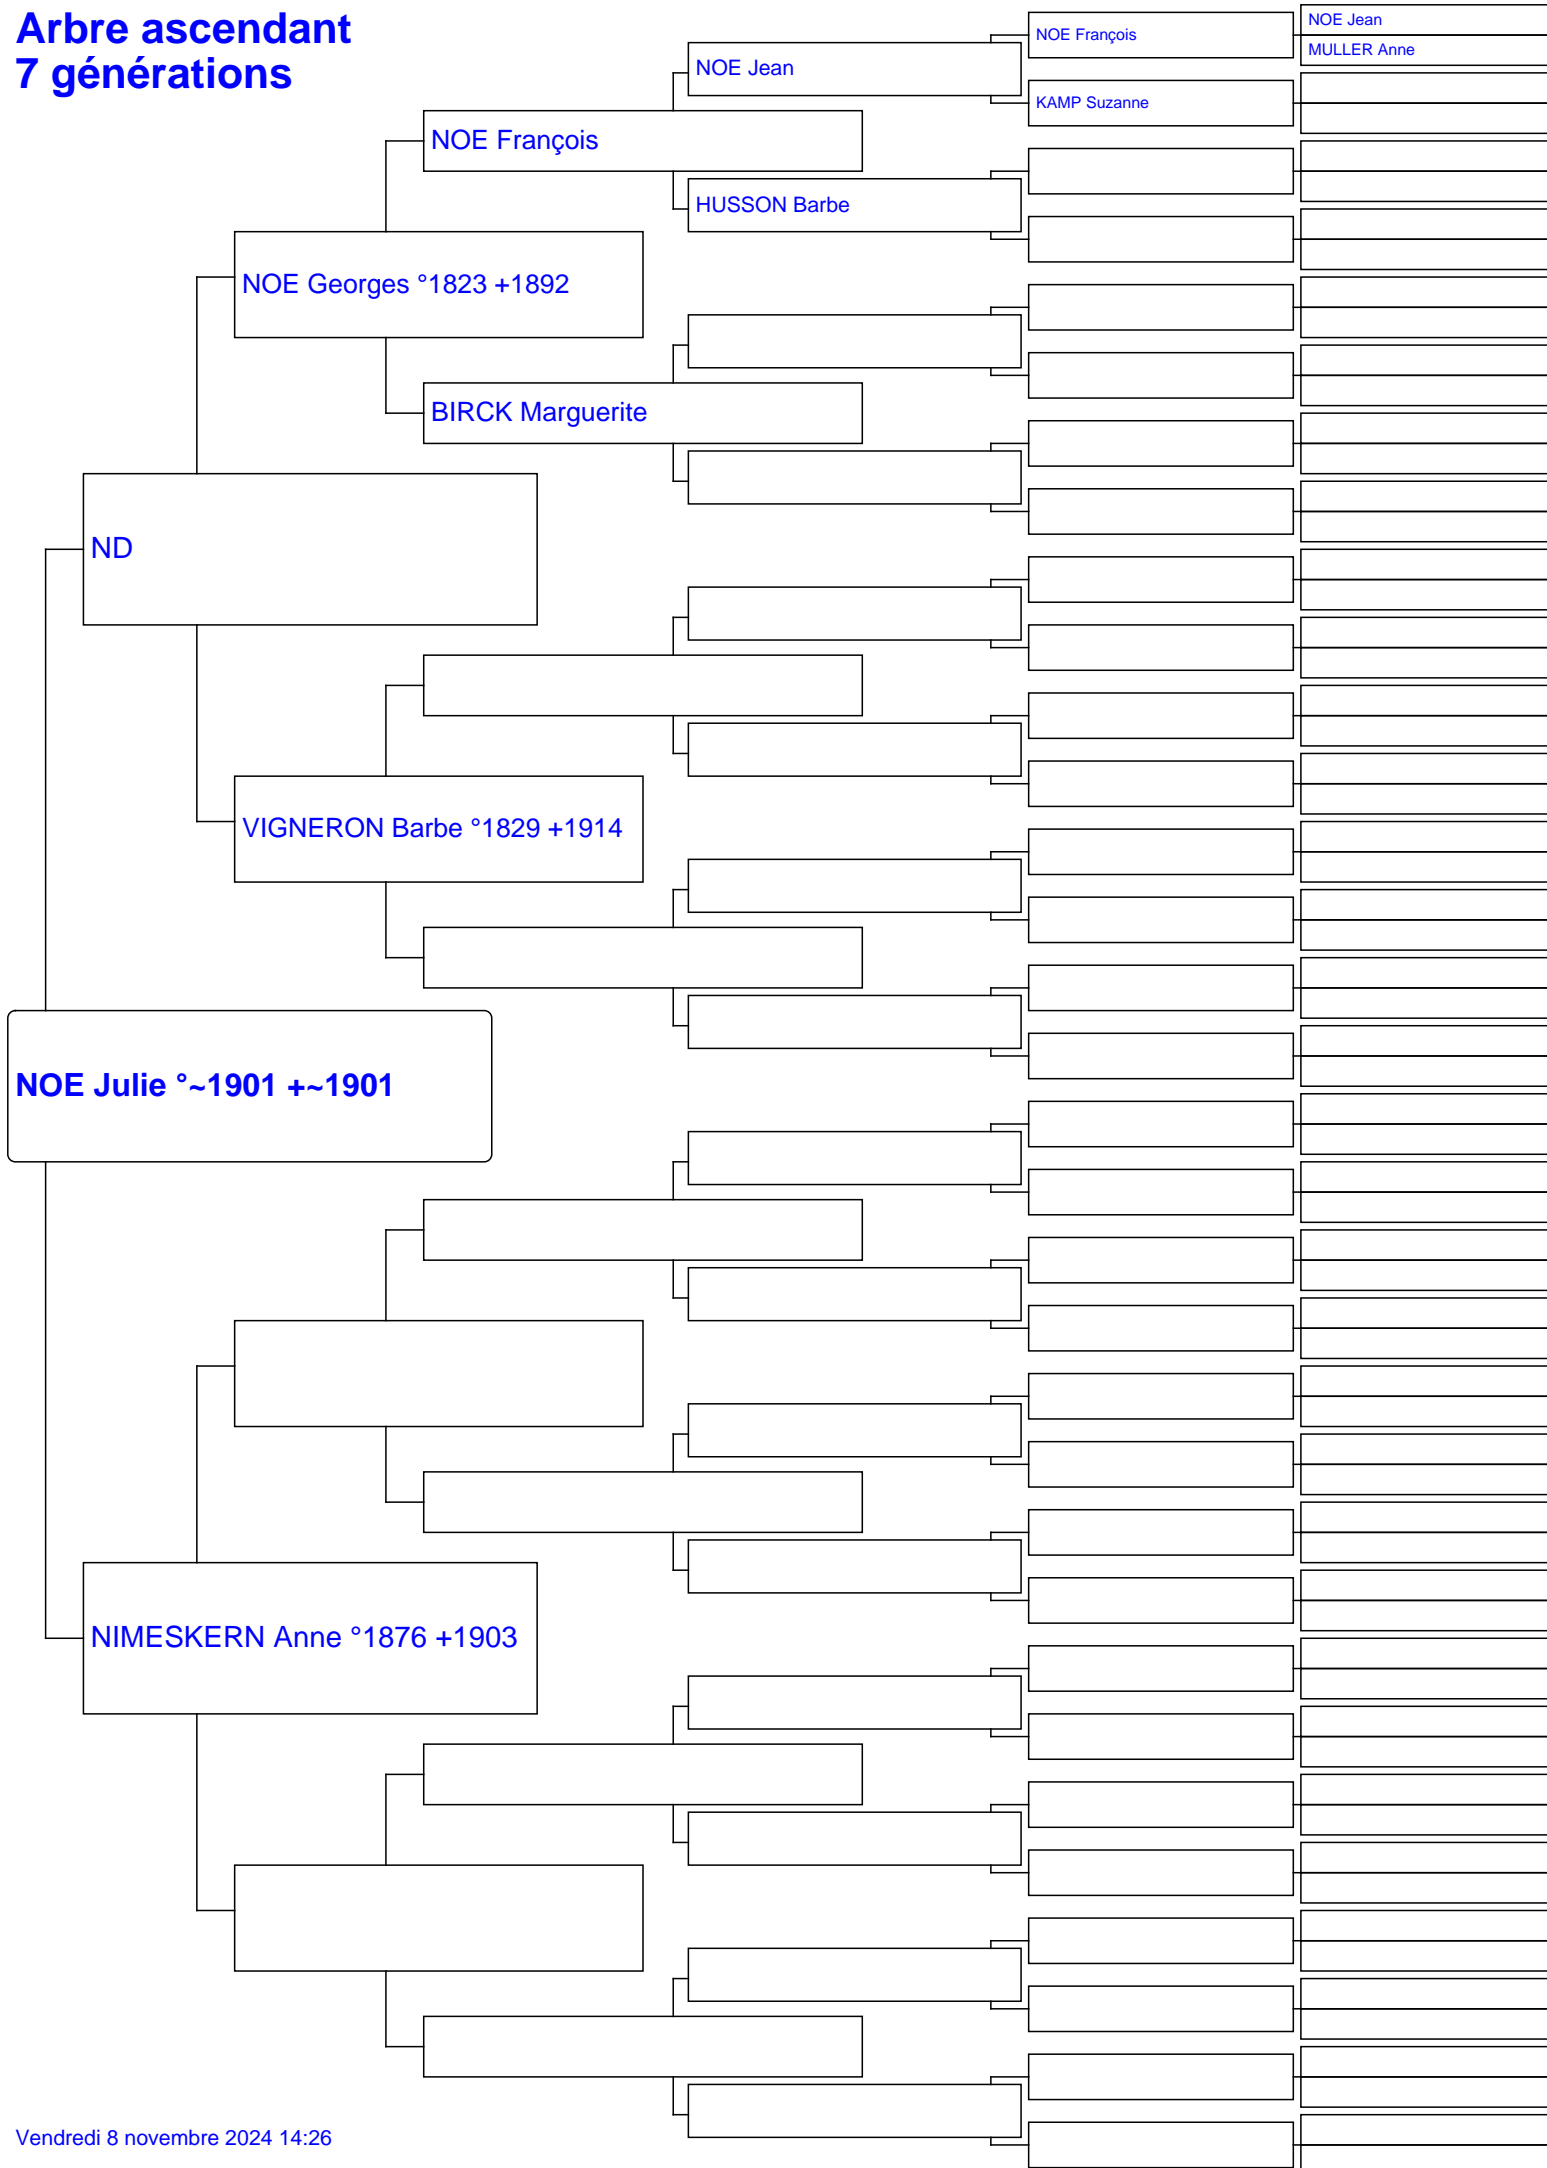 Arbre ascendant
7 générations
NOE Jean
MULLER Anne
NOE François
KAMP Suzanne
NOE Jean
HUSSON Barbe
NOE François
NOE Georges °1823 +1892
BIRCK Marguerite
ND
VIGNERON Barbe °1829 +1914
NOE Julie °~1901 +~1901
NIMESKERN Anne °1876 +1903
Vendredi 8 novembre 2024 14:26